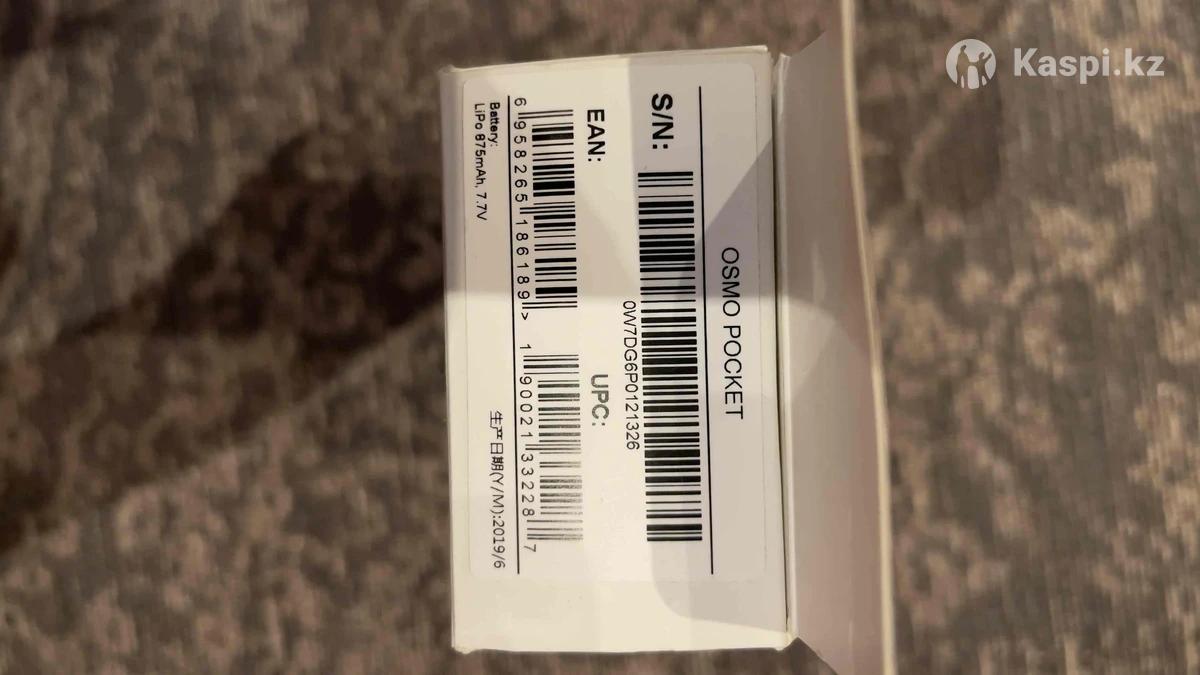 Kaspi.kz
OSMO POCKET
S/N:
0W7DG6P0121326
EAN:
UPC:
6 958265 186189 >
1 90021 33228 7
Battery:
LiPo 875mAh, 7.7V
生产日期(Y/M):2019/6